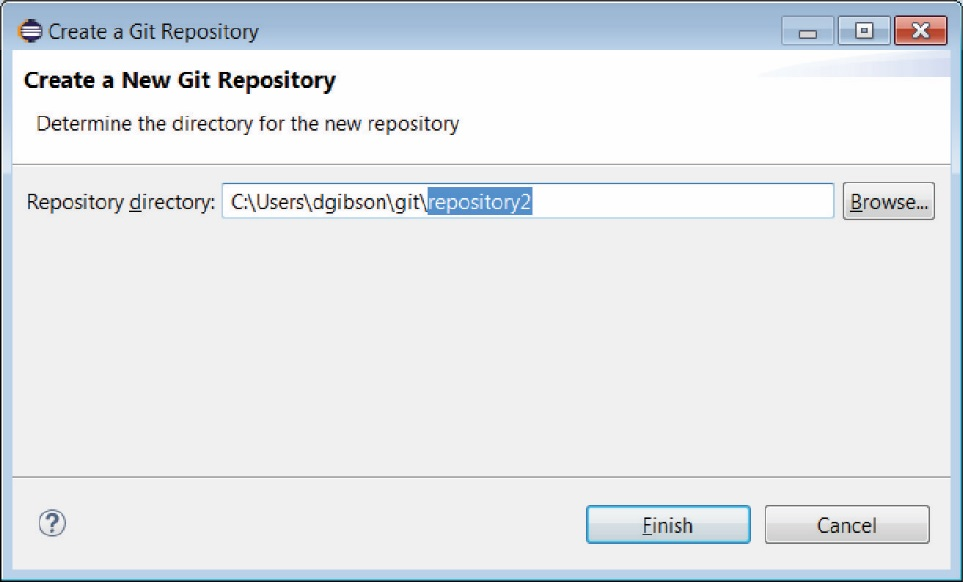 Create a Git Repository
Create a New Git Repository
Determine the directory for the new repository
Repository directory: C:\Users\dgibson\git\repository2 Browse...
? Finish Cancel